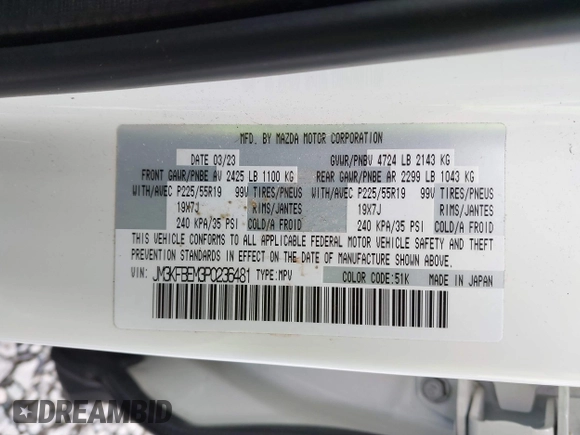 MFD. BY MAZDA MOTOR CORPORATION
DATE 03/23 GVWR/PNBV 4724 LB 2143 KG
FRONT GAWR/PNBE AV 2425 LB 1100 KG REAR GAWR/PNBE AR 2299 LB 1043 KG
WITH/AVEC P225/55R19 99V TIRES/PNEUS WITH/AVEC P225/55R19 99V TIRES/PNEUS
19X7J RIMS/JANTES 19X7J RIMS/JANTES
240 KPA/35 PSI COLD/A FROID 240 KPA/35 PSI COLD/A FROID
THIS VEHICLE CONFORMS TO ALL APPLICABLE FEDERAL MOTOR VEHICLE SAFETY AND THEFT
PREVENTION STANDARDS IN EFFECT ON THE DATE OF MANUFACTURE SHOWN ABOVE.
VIN: JM3KFBEM3P0236481 TYPE: MPV COLOR CODE: 51K MADE IN JAPAN
DREAMBID